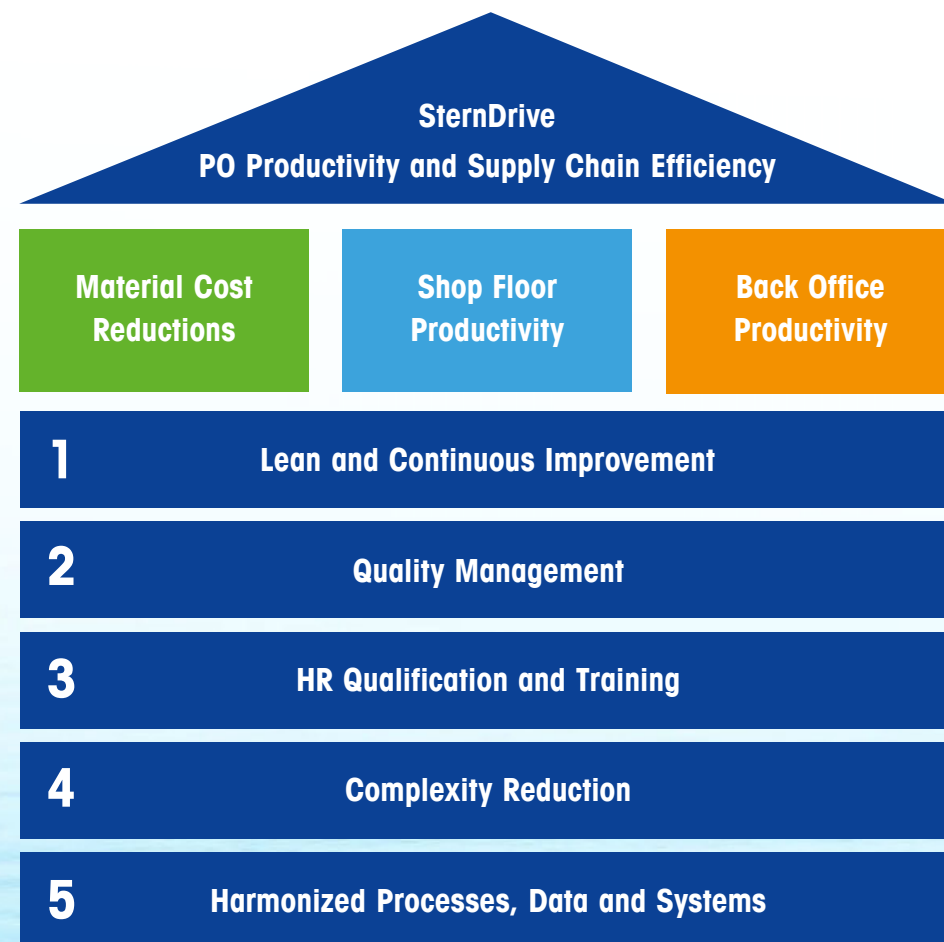 SternDrive
PO Productivity and Supply Chain Efficiency
Material Cost
Reductions
Shop Floor
Productivity
Back Office
Productivity
1 Lean and Continuous Improvement
2 Quality Management
3 HR Qualification and Training
4 Complexity Reduction
5 Harmonized Processes, Data and Systems